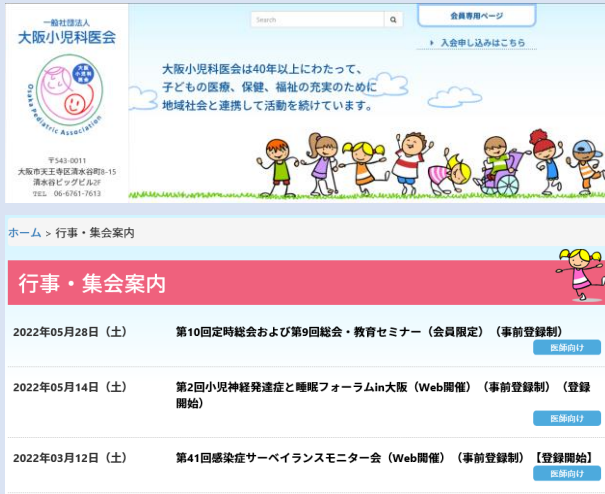 一般社団法人
大阪小児科医会
大阪小児科医会
Osaka Pediatric Association
〒543-0011
大阪市天王寺区清水谷町8-15
清水谷ビッグビル2F
TEL 06-6761-7613
Search
会員専用ページ
入会申し込みはこちら
大阪小児科医会は40年以上にわたって、
子どもの医療、保健、福祉の充実のために
地域社会と連携して活動を続けています。
ホーム > 行事・集会案内
行事・集会案内
2022年05月28日（土） 第10回定時総会および第9回総会・教育セミナー（会員限定）（事前登録制）
医師向け
2022年05月14日（土） 第2回小児神経発達症と睡眠フォーラムin大阪（Web開催）（事前登録制）（登録
開始）
医師向け
2022年03月12日（土） 第41回感染症サーベイランスモニター会（Web開催）（事前登録制）【登録開始】
医師向け